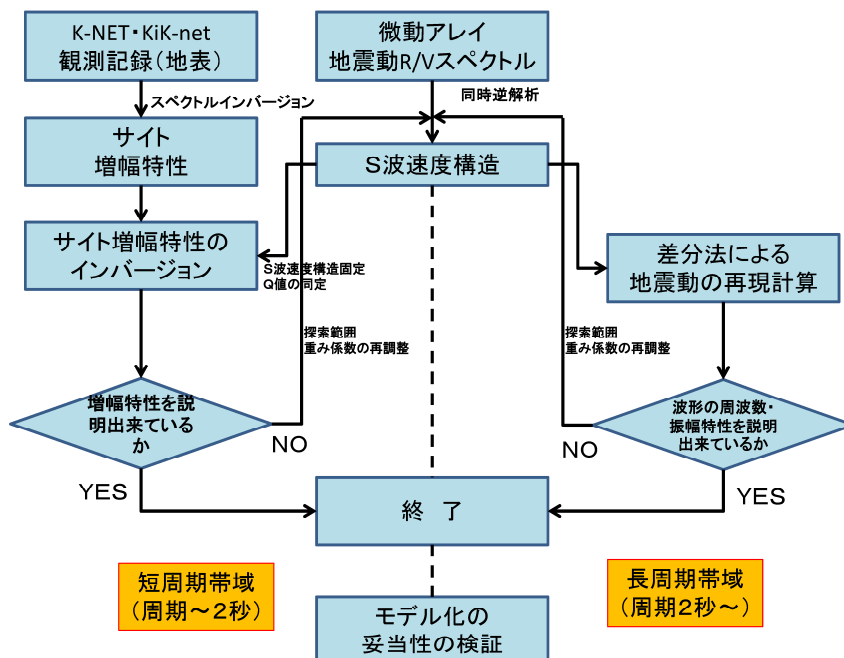 K-NET・KiK-net
観測記録(地表)
微動アレイ
地震動R/Vスペクトル
スペクトルインバージョン
同時逆解析
サイト
増幅特性
S波速度構造
サイト増幅特性の
インバージョン
S波速度構造固定
Q値の同定
差分法による
地震動の再現計算
探索範囲
重み係数の再調整
探索範囲
重み係数の再調整
増幅特性を説
明出来ている
か
NO
波形の周波数・
振幅特性を説明
出来ているか
NO
YES
YES
終 了
短周期帯域
(周期～2秒)
長周期帯域
(周期2秒～)
モデル化の
妥当性の検証